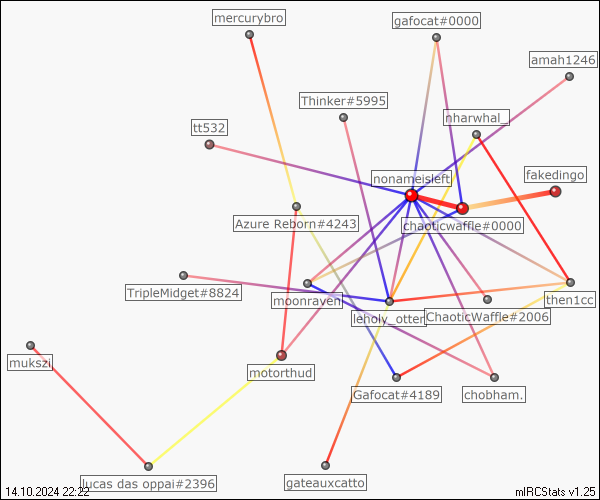 mercurybro
gafocat#0000
amah1246
Thinker#5995
nharwhal_
tt532
nonameisleft
fakedingo
Azure Reborn#4243
chaoticwaffle#0000
TripleMidget#8824
moonraven
leholy_otter
ChaoticWaffle#2006
then1cc
mukszi
motorthud
Gafocat#4189
chobham.
lucas das oppai#2396
gateauxcatto
14.10.2024 22:22
mIRCStats v1.25